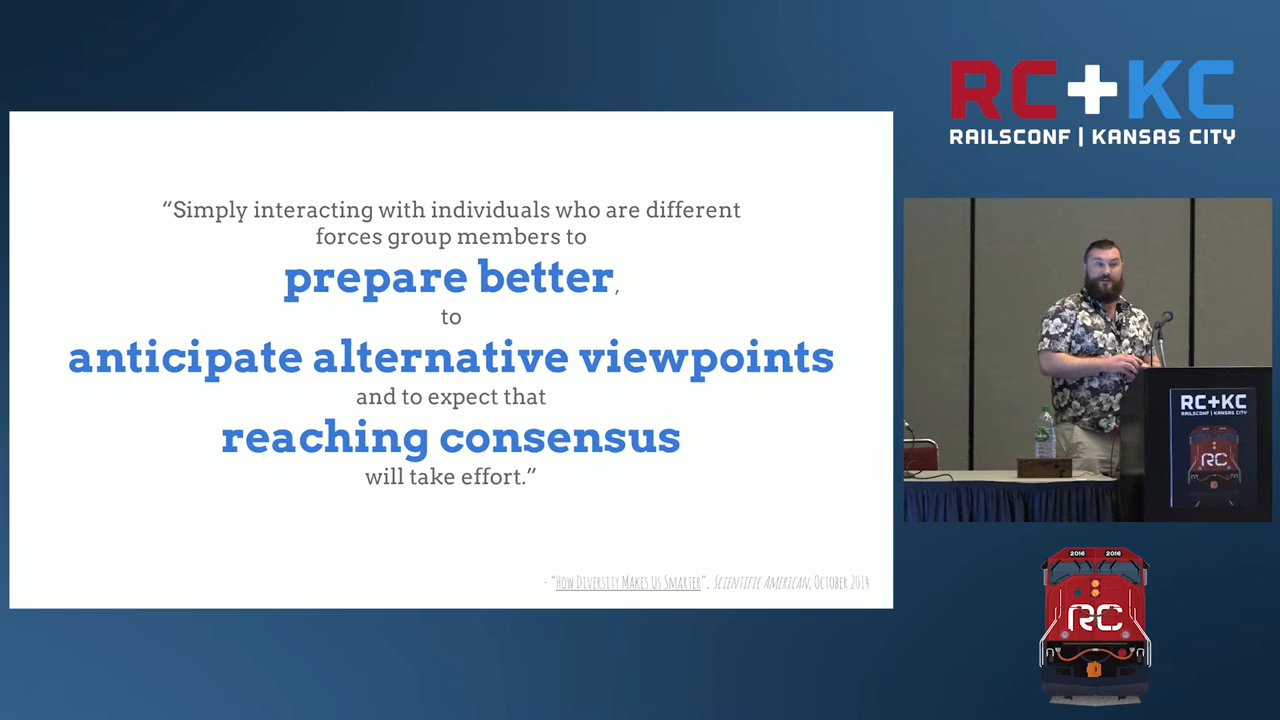 RC+KC
RAILSCONF | KANSAS CITY
“Simply interacting with individuals who are different
forces group members to
prepare better,
to
anticipate alternative viewpoints
and to expect that
reaching consensus
will take effort.”
- “How Diversity Makes Us Smarter”, Scientific American, October 2014
RC+KC
RAILSCONF | KANSAS CITY
RC
2016 2016
RC